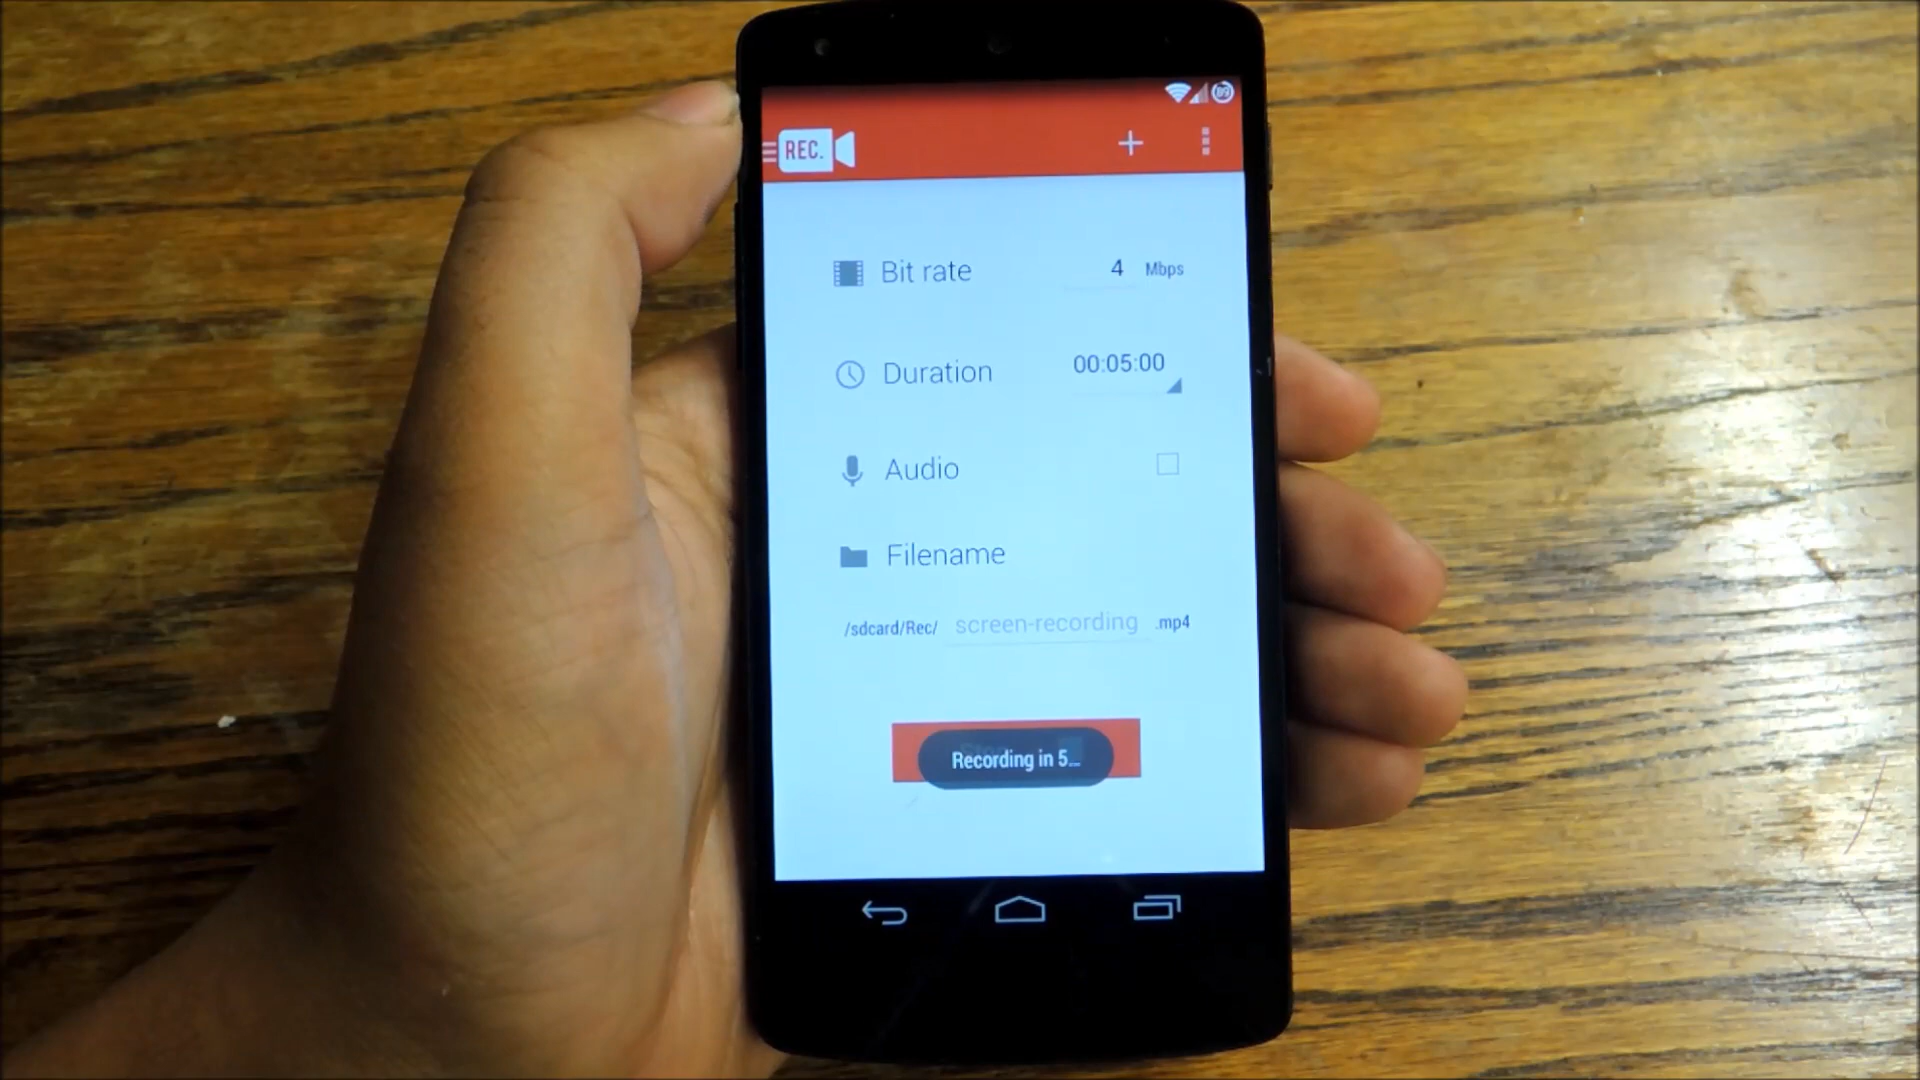 89
REC.
Bit rate 4 Mbps
Duration 00:05:00
Audio
Filename
/sdcard/Rec/ screen-recording .mp4
Recording in 5...